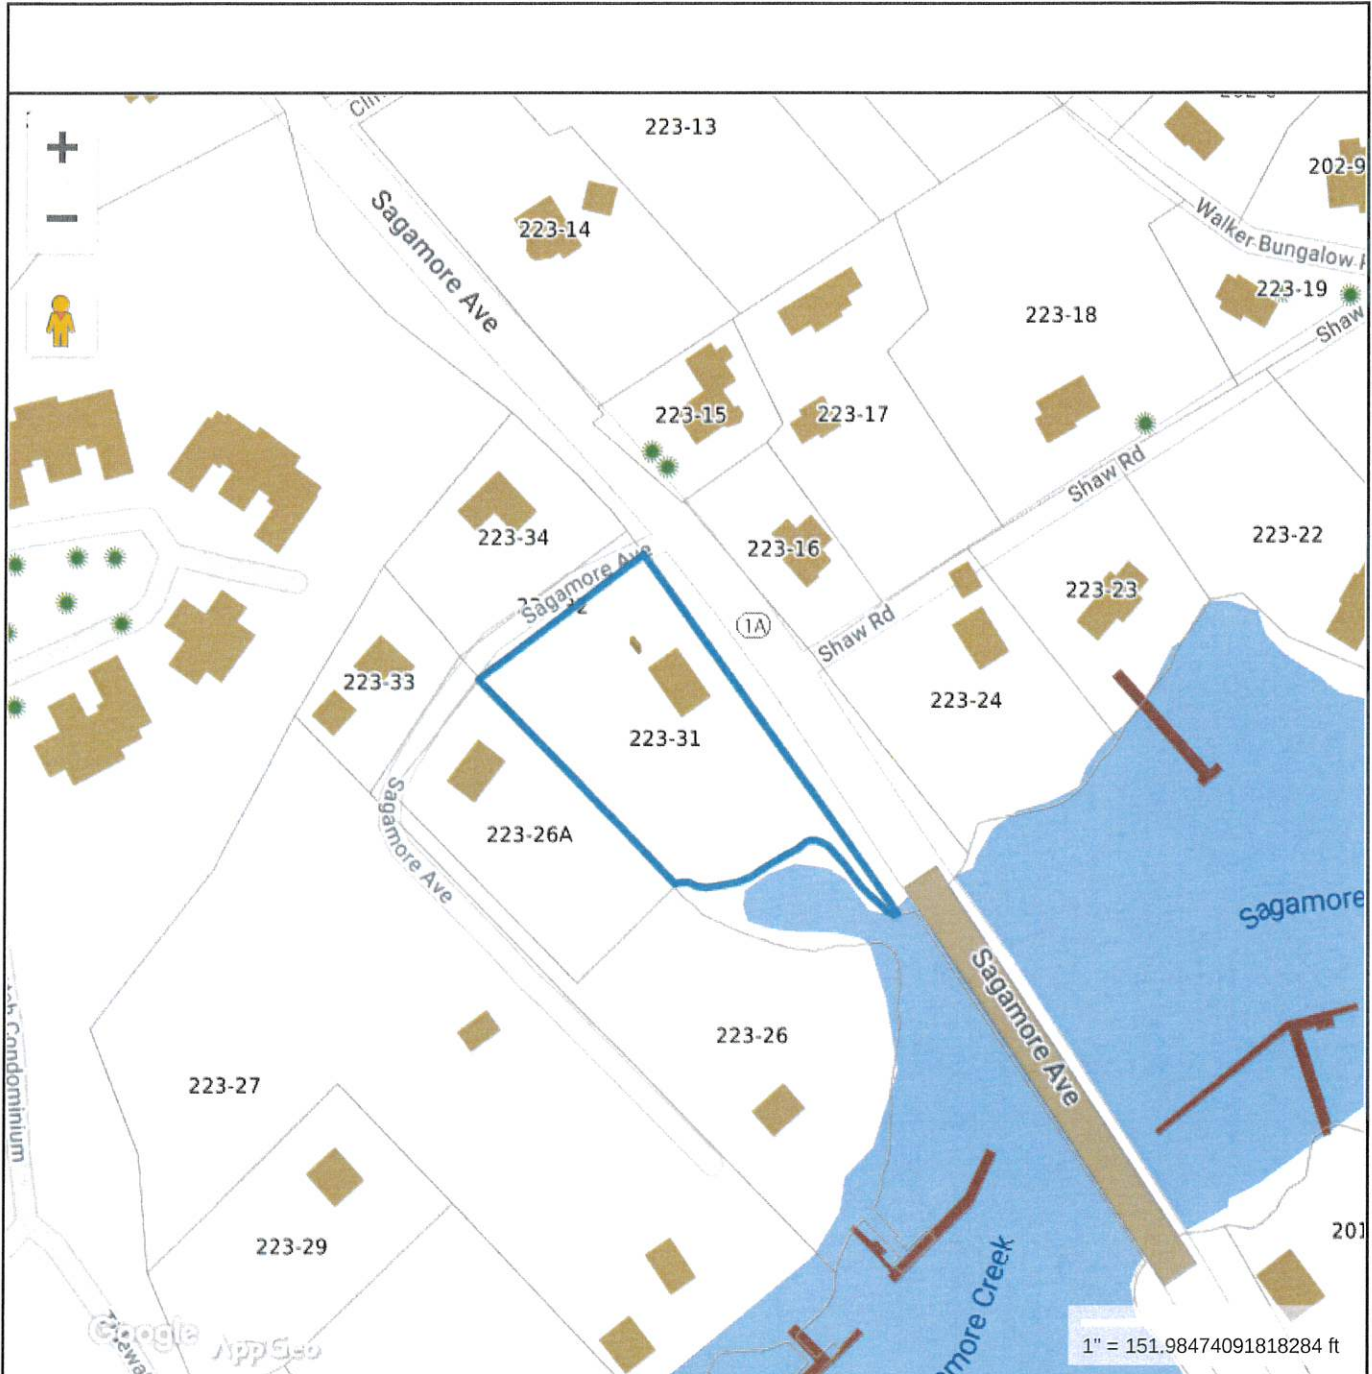 223-13
202-9
Sagamore Ave
223-14
Walker Bungalow
223-19
223-18
Shaw
223-15
223-17
Shaw Rd
223-34
223-16
223-22
Sagamore Ave
223-23
1A
Shaw Rd
223-33
223-24
223-31
Sagamore Ave
223-26A
Sagamore
Sagamore Ave
223-26
Condominium
223-27
201
223-29
more Creek
Google
AppGeo
1" = 151.98474091818284 ft